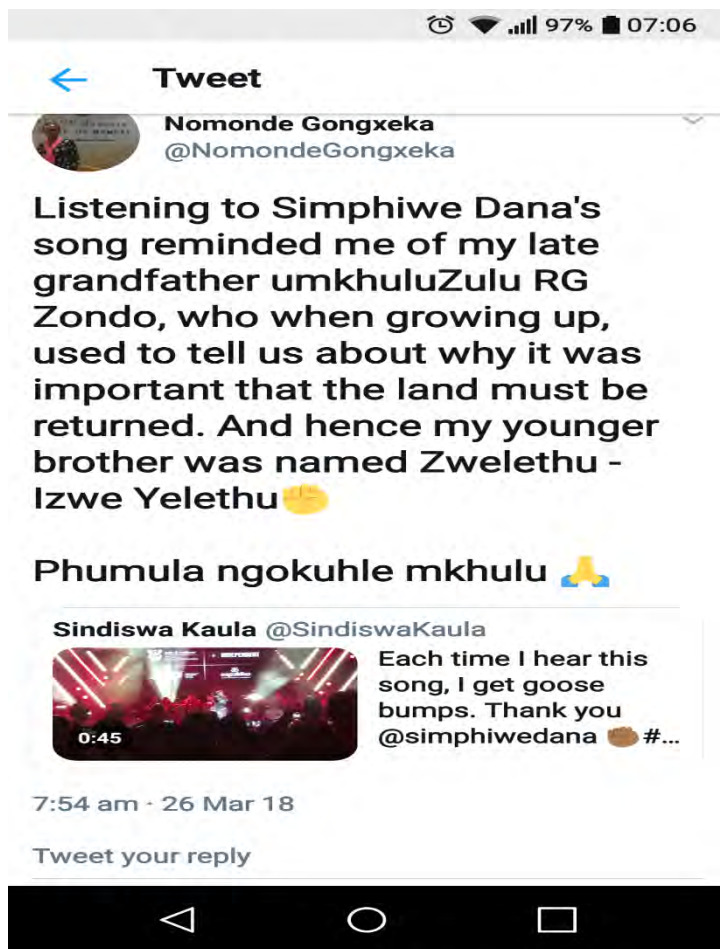 97% 07:06
Tweet
Nomonde Gongxeka
@NomondeGongxeka
Listening to Simphiwe Dana's
song reminded me of my late
grandfather umkhuluZulu RG
Zondo, who when growing up,
used to tell us about why it was
important that the land must be
returned. And hence my younger
brother was named Zwelethu -
Izwe Yelethu✊
Phumula ngokuhle mkhulu 🙏
Sindiswa Kaula @SindiswaKaula
Each time I hear this
song, I get goose
bumps. Thank you
@simphiwedana ✊🏾#...
0:45
7:54 am · 26 Mar 18
Tweet your reply